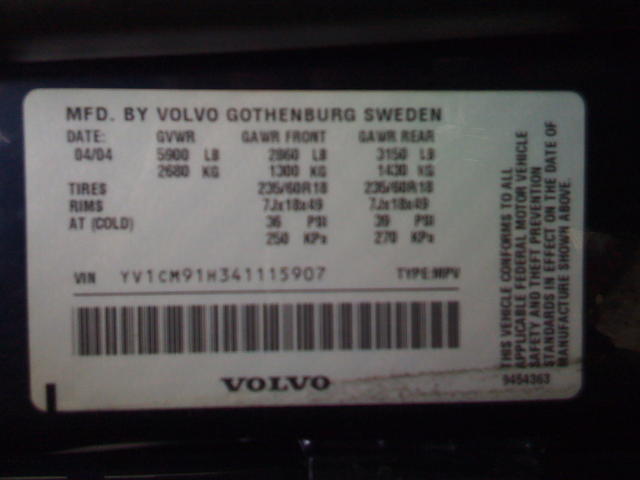 MFD. BY VOLVO GOTHENBURG SWEDEN
DATE: GVWR GAWR FRONT GAWR REAR
04/04 5900 LB 2860 LB 3150 LB
2680 KG 1300 KG 1430 KG
TIRES 235/60R18 235/60R18
RIMS 7Jx18x49 7Jx18x49
AT (COLD) 36 PSI 39 PSI
250 KPa 270 KPa
VIN YV1CM91H341115907 TYPE:MPV
VOLVO
THIS VEHICLE CONFORMS TO ALL
APPLICABLE FEDERAL MOTOR VEHICLE
SAFETY AND THEFT PREVENTION
STANDARDS IN EFFECT ON THE DATE OF
MANUFACTURE SHOWN ABOVE.
9454363